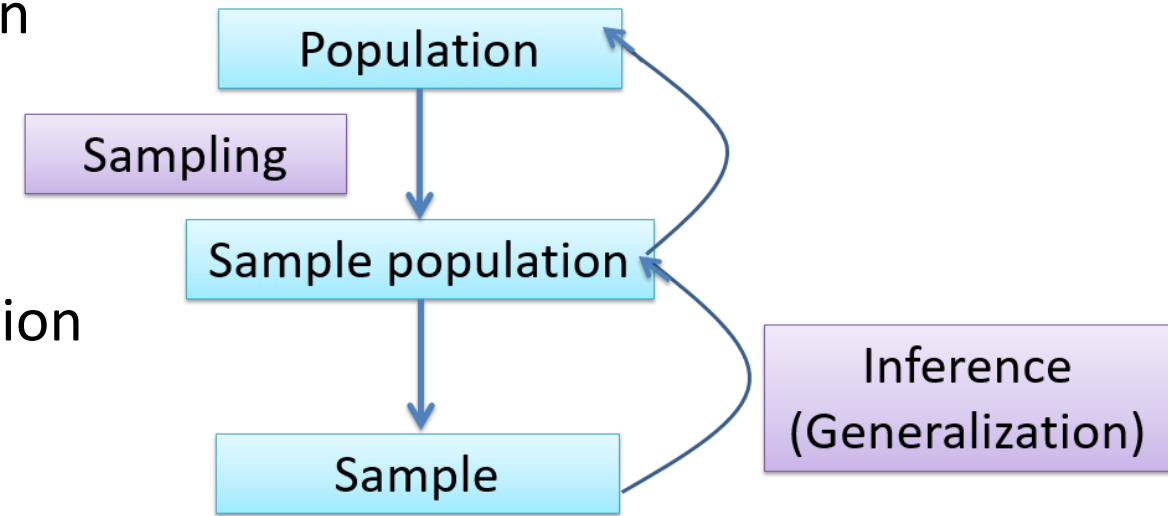 n
Population
Sampling
Sample population
ion
Inference
(Generalization)
Sample